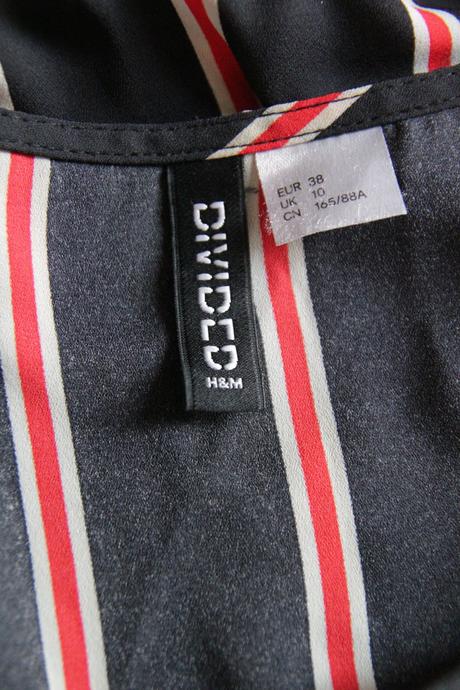 DIVIDED
H&M
EUR 38
UK 10
CN 165/88A